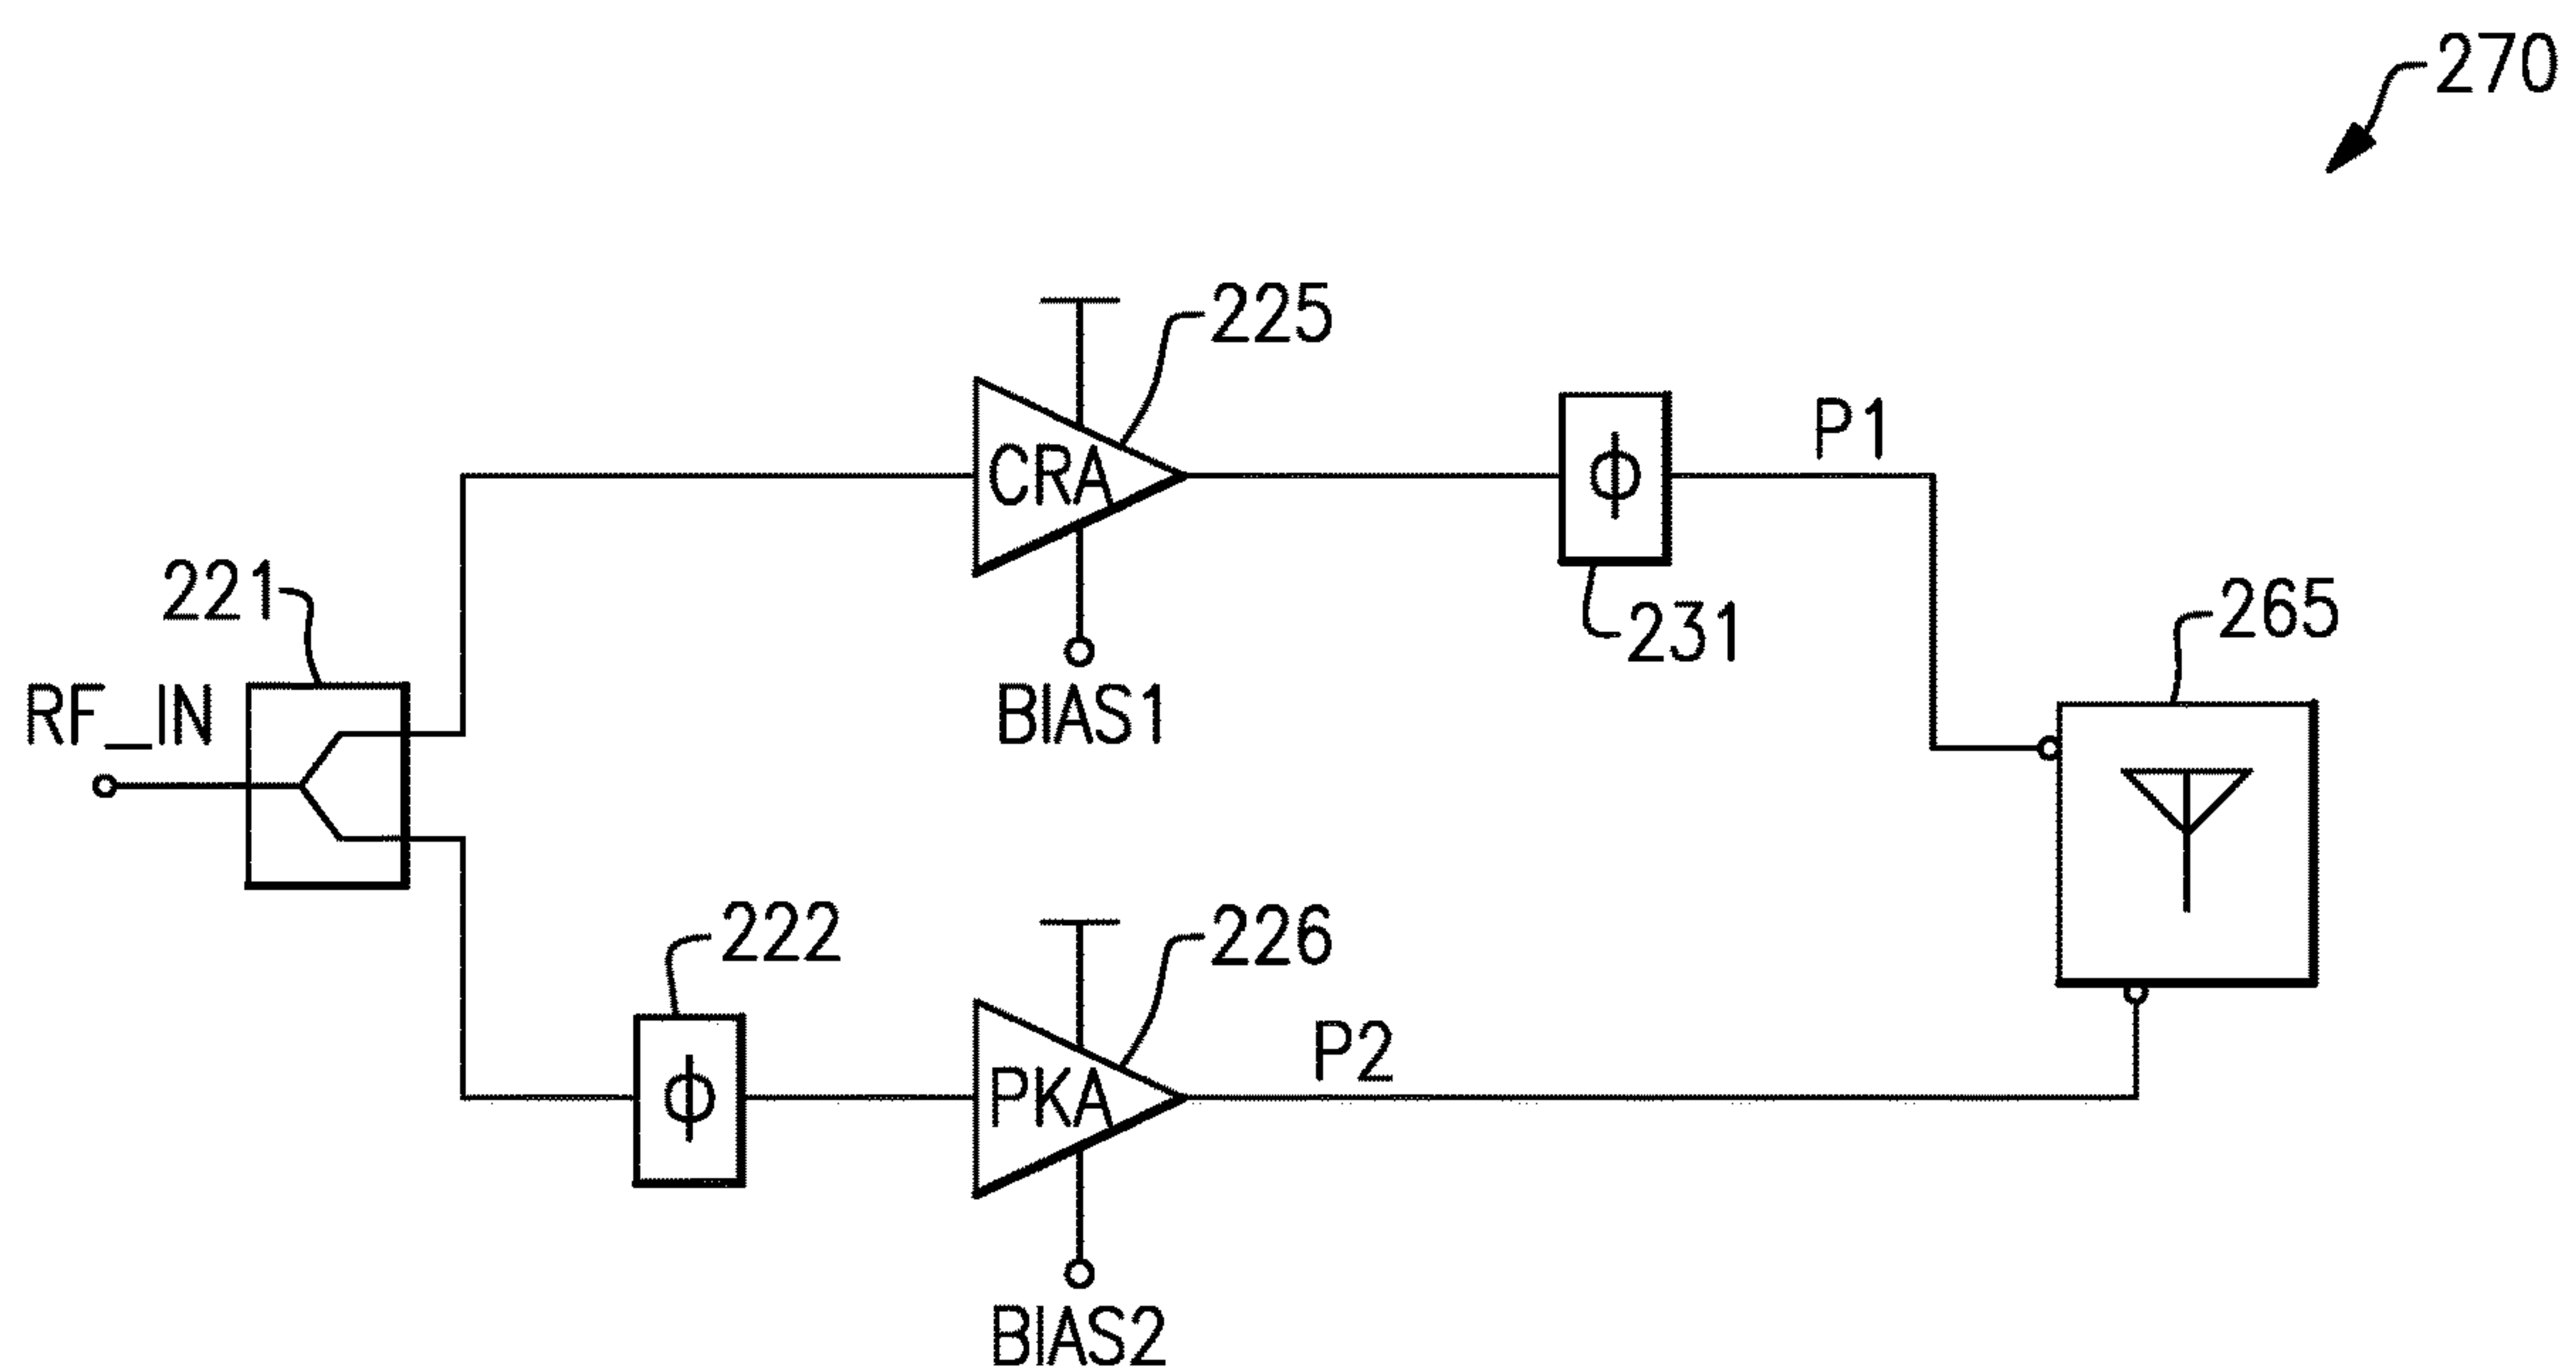 270
225
CRA
Φ
P1
221
231
265
RF_IN
BIAS1
222
226
Φ
PKA
P2
BIAS2